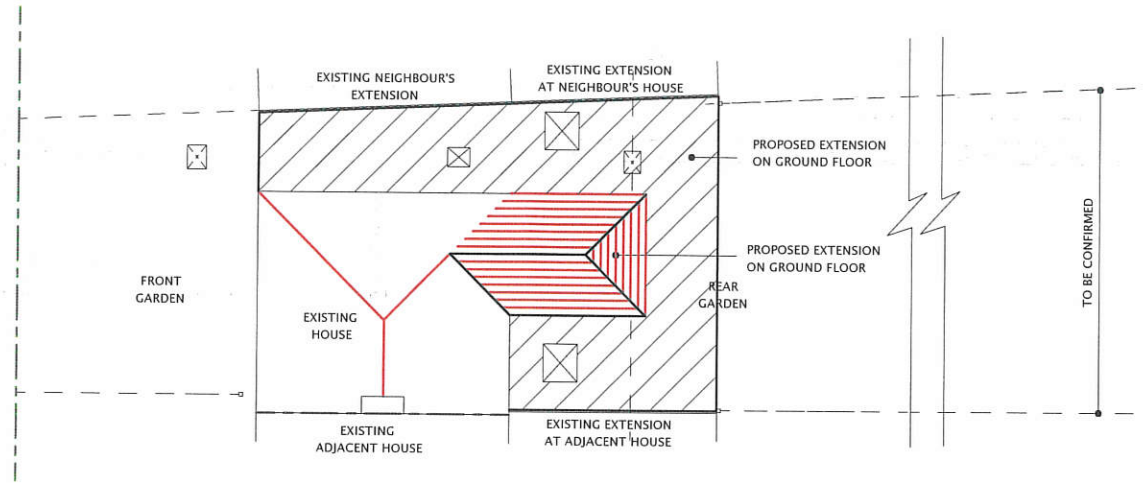 EXISTING NEIGHBOUR'S
EXTENSION
EXISTING EXTENSION
AT NEIGHBOUR'S HOUSE
PROPOSED EXTENSION
ON GROUND FLOOR
PROPOSED EXTENSION
ON GROUND FLOOR
TO BE CONFIRMED
FRONT
GARDEN
REAR
GARDEN
EXISTING
HOUSE
EXISTING
ADJACENT HOUSE
EXISTING EXTENSION
AT ADJACENT HOUSE